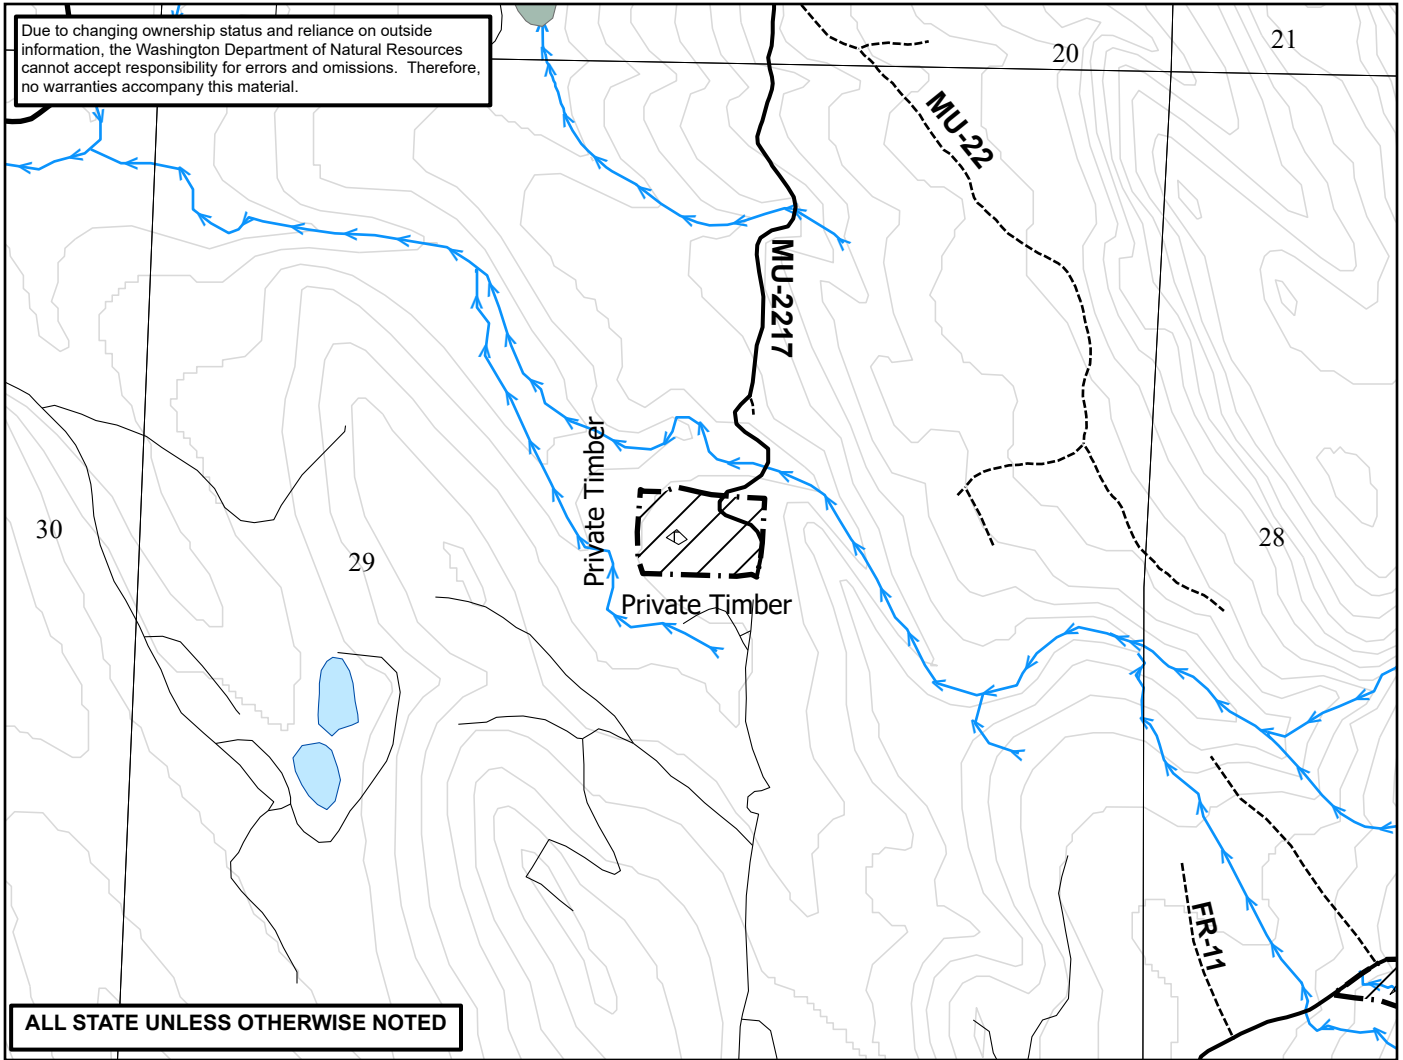 Due to changing ownership status and reliance on outside
information, the Washington Department of Natural Resources
cannot accept responsibility for errors and omissions. Therefore,
no warranties accompany this material.
20
21
MU-22
MU-2217
Private Timber
30
29
28
Private Timber
FR-11
ALL STATE UNLESS OTHERWISE NOTED